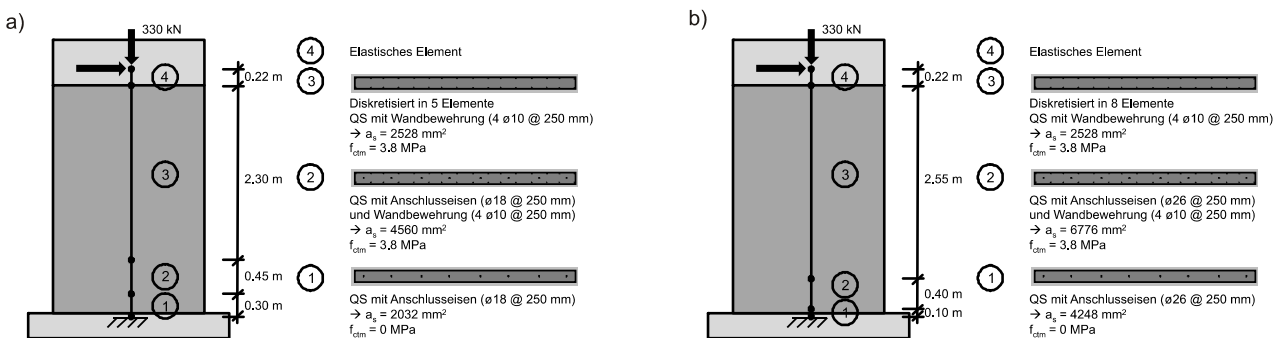 a)
330 kN
0.22 m
2.30 m
0.45 m
0.30 m
4
3
2
1
4
Elastisches Element
3
Diskretisiert in 5 Elemente
QS mit Wandbewehrung (4 ø10 @ 250 mm)
→ aₛ = 2528 mm²
f_ctm = 3.8 MPa
2
QS mit Anschlusseisen (ø18 @ 250 mm)
und Wandbewehrung (4 ø10 @ 250 mm)
→ aₛ = 4560 mm²
f_ctm = 3.8 MPa
1
QS mit Anschlusseisen (ø18 @ 250 mm)
→ aₛ = 2032 mm²
f_ctm = 0 MPa
b)
330 kN
0.22 m
2.55 m
0.40 m
0.10 m
4
3
2
1
4
Elastisches Element
3
Diskretisiert in 8 Elemente
QS mit Wandbewehrung (4 ø10 @ 250 mm)
→ aₛ = 2528 mm²
f_ctm = 3.8 MPa
2
QS mit Anschlusseisen (ø26 @ 250 mm)
und Wandbewehrung (4 ø10 @ 250 mm)
→ aₛ = 6776 mm²
f_ctm = 3.8 MPa
1
QS mit Anschlusseisen (ø26 @ 250 mm)
→ aₛ = 4248 mm²
f_ctm = 0 MPa